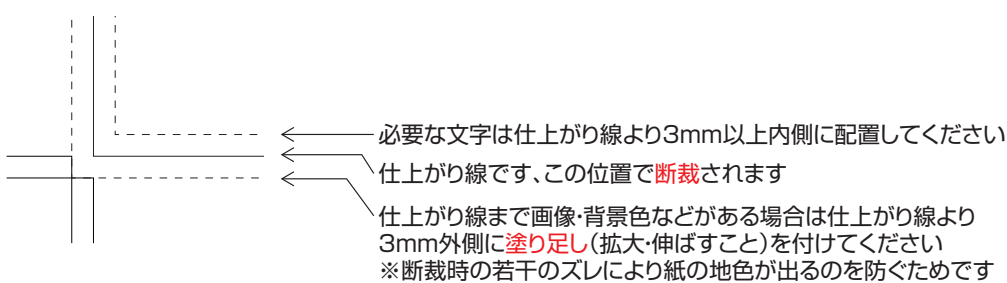 必要な文字は仕上がり線より3mm以上内側に配置してください
仕上がり線です、この位置で断裁されます
仕上がり線まで画像・背景色などがある場合は仕上がり線より
3mm外側に塗り足し(拡大・伸ばすこと)を付けてください
※断裁時の若干のズレにより紙の地色が出るのを防ぐためです